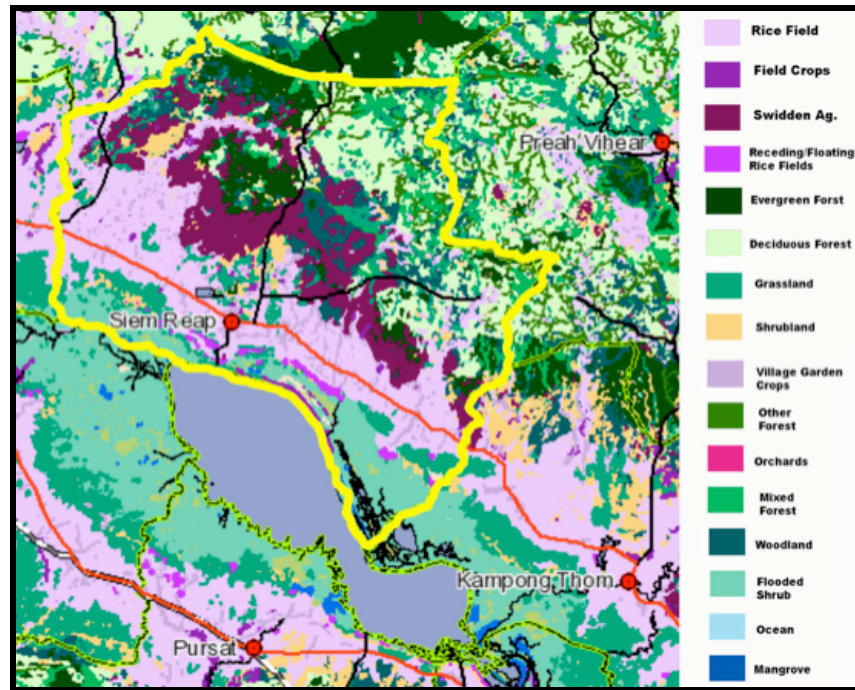 Preah Vihear
Siem Reap
Kampong Thom
Pursat
Rice Field
Field Crops
Swidden Ag.
Receding/Floating
Rice Fields
Evergreen Forst
Deciduous Forest
Grassland
Shrubland
Village Garden
Crops
Other
Forest
Orchards
Mixed
Forest
Woodland
Flooded
Shrub
Ocean
Mangrove